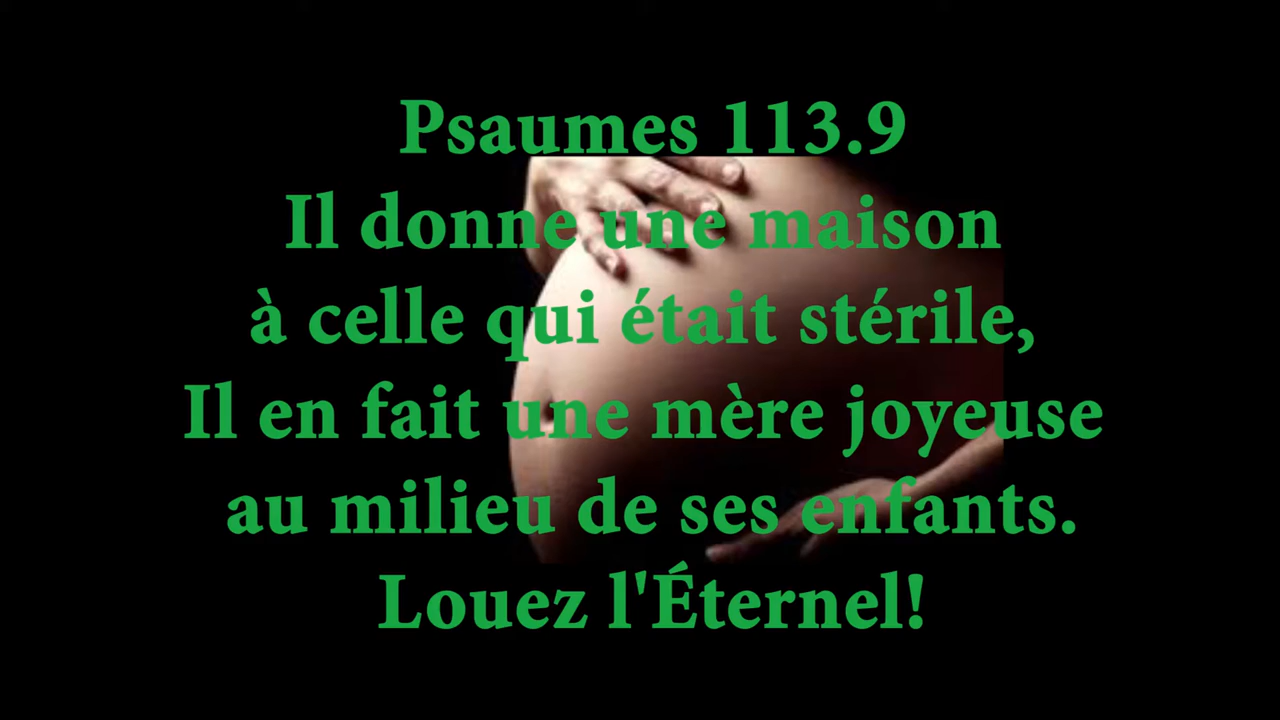 Psaumes 113.9
Il donne une maison
à celle qui était stérile,
Il en fait une mère joyeuse
au milieu de ses enfants.
Louez l'Éternel!